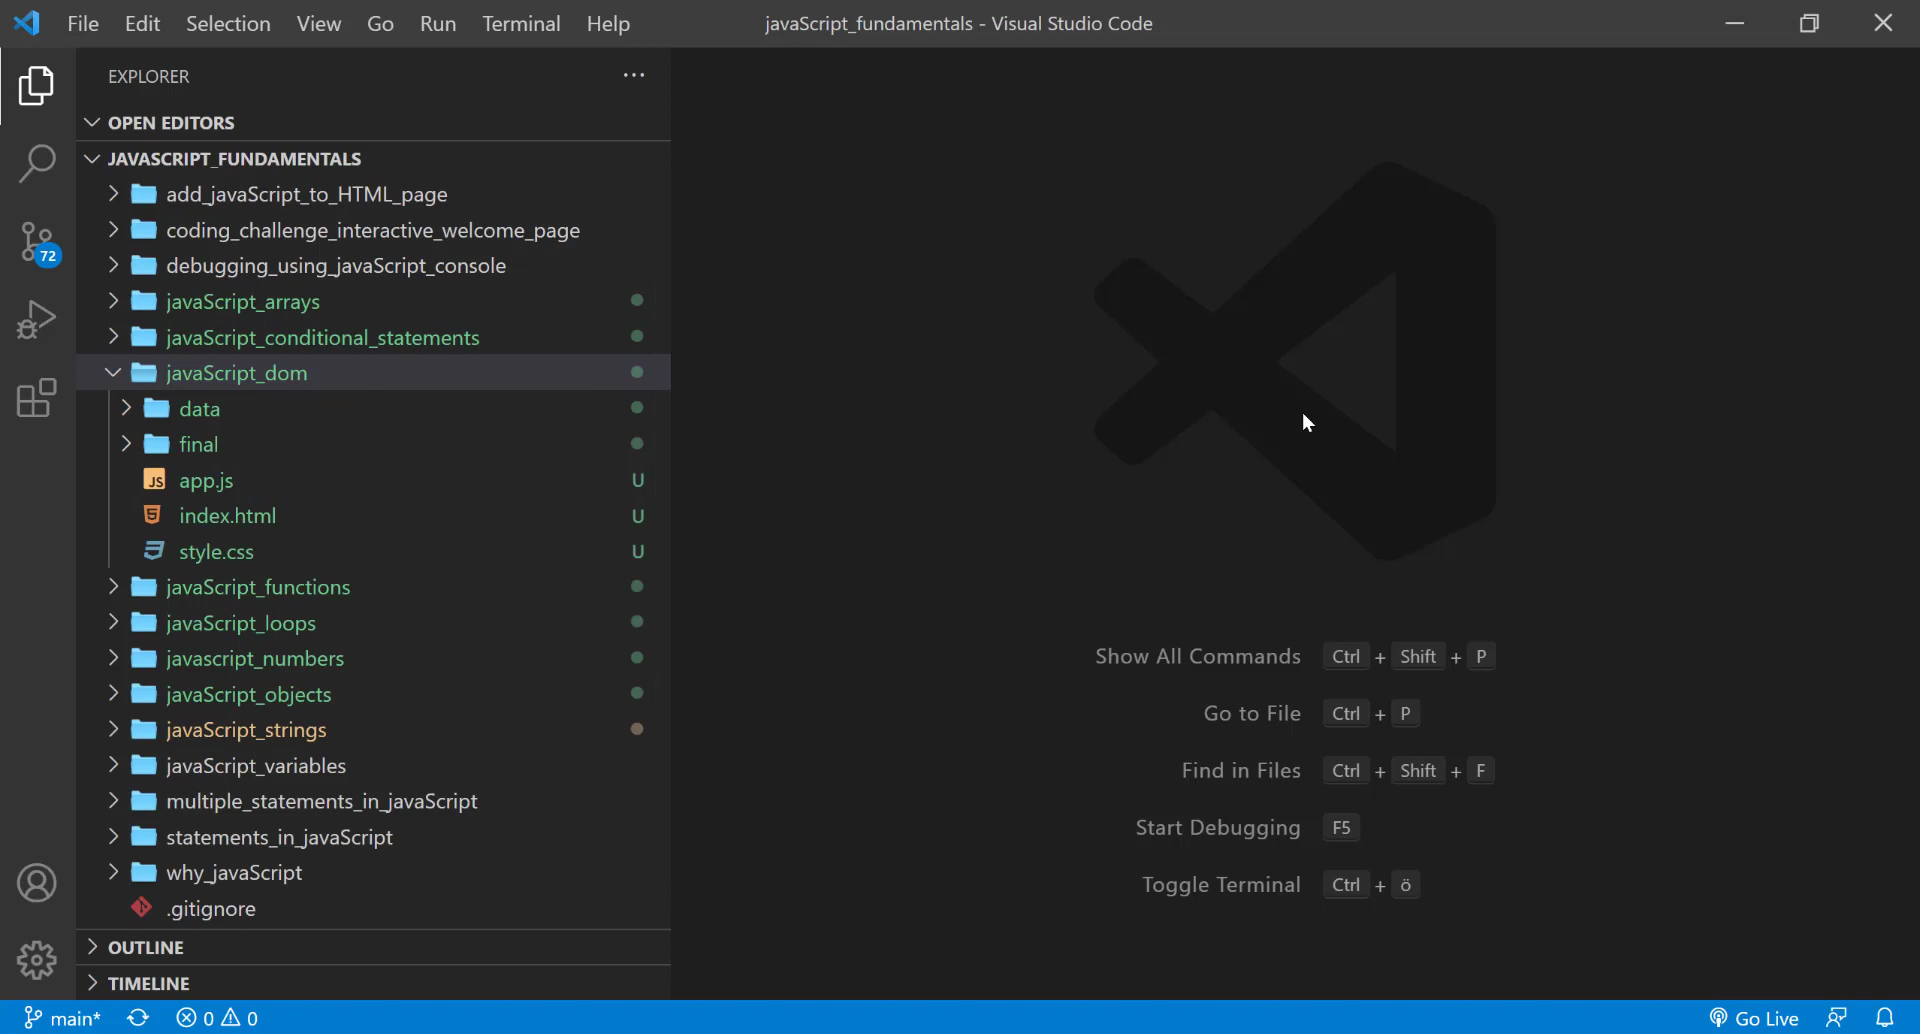 File Edit Selection View Go Run Terminal Help javaScript_fundamentals - Visual Studio Code
EXPLORER
OPEN EDITORS
JAVASCRIPT_FUNDAMENTALS
add_javaScript_to_HTML_page
coding_challenge_interactive_welcome_page
72
debugging_using_javaScript_console
javaScript_arrays
javaScript_conditional_statements
javaScript_dom
data
final
JS app.js U
index.html U
style.css U
javaScript_functions
javaScript_loops
javascript_numbers
javaScript_objects
javaScript_strings
javaScript_variables
multiple_statements_in_javaScript
statements_in_javaScript
why_javaScript
.gitignore
OUTLINE
TIMELINE
Show All Commands Ctrl + Shift + P
Go to File Ctrl + P
Find in Files Ctrl + Shift + F
Start Debugging F5
Toggle Terminal Ctrl + ö
main* 0 0 Go Live